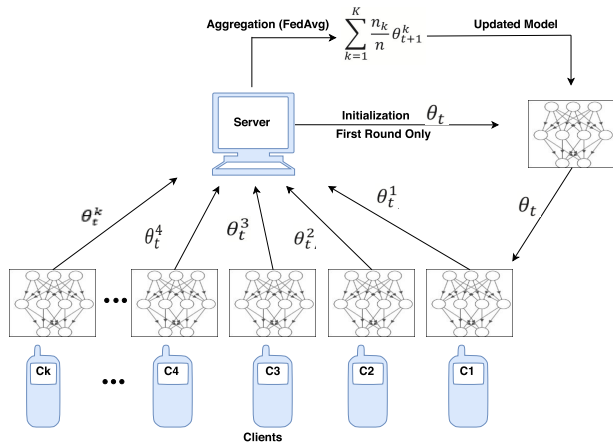 Aggregation (FedAvg)
$\sum_{k=1}^{K} \frac{n_k}{n} \theta_{t+1}^{k}$
Updated Model
Server
Initialization
$\theta_t$
First Round Only
$\theta_t$
$\theta_t^k$
$\theta_t^4$
$\theta_t^3$
$\theta_t^2$
$\theta_t^1$
Ck
C4
C3
C2
C1
Clients